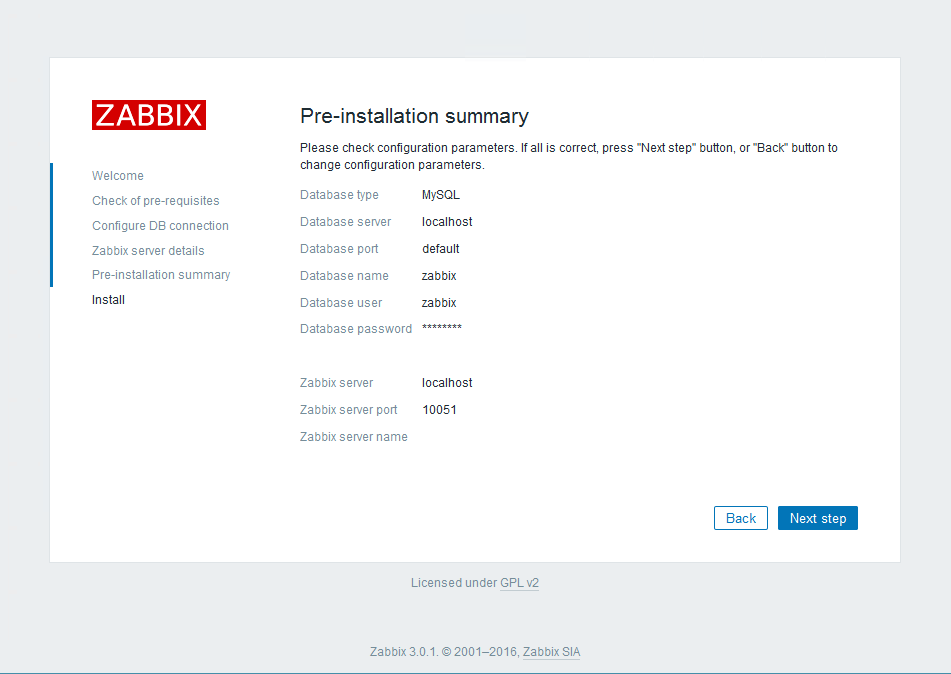 ZABBIX
Welcome
Check of pre-requisites
Configure DB connection
Zabbix server details
Pre-installation summary
Install
Pre-installation summary
Please check configuration parameters. If all is correct, press "Next step" button, or "Back" button to
change configuration parameters.
Database type MySQL
Database server localhost
Database port default
Database name zabbix
Database user zabbix
Database password ********
Zabbix server localhost
Zabbix server port 10051
Zabbix server name
Back Next step
Licensed under GPL v2
Zabbix 3.0.1. © 2001–2016, Zabbix SIA